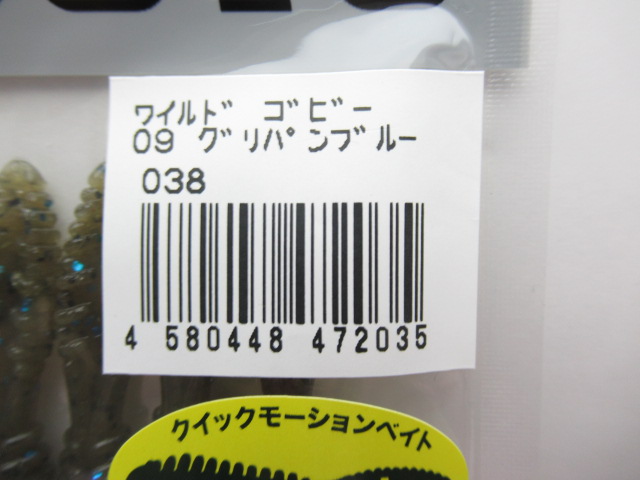 ﾜｲﾙﾄﾞ ｺﾞﾋﾞｰ
09 ｸﾞﾘﾊﾟﾝﾌﾞﾙｰ
038
4 580448 472035
クイックモーションベイト